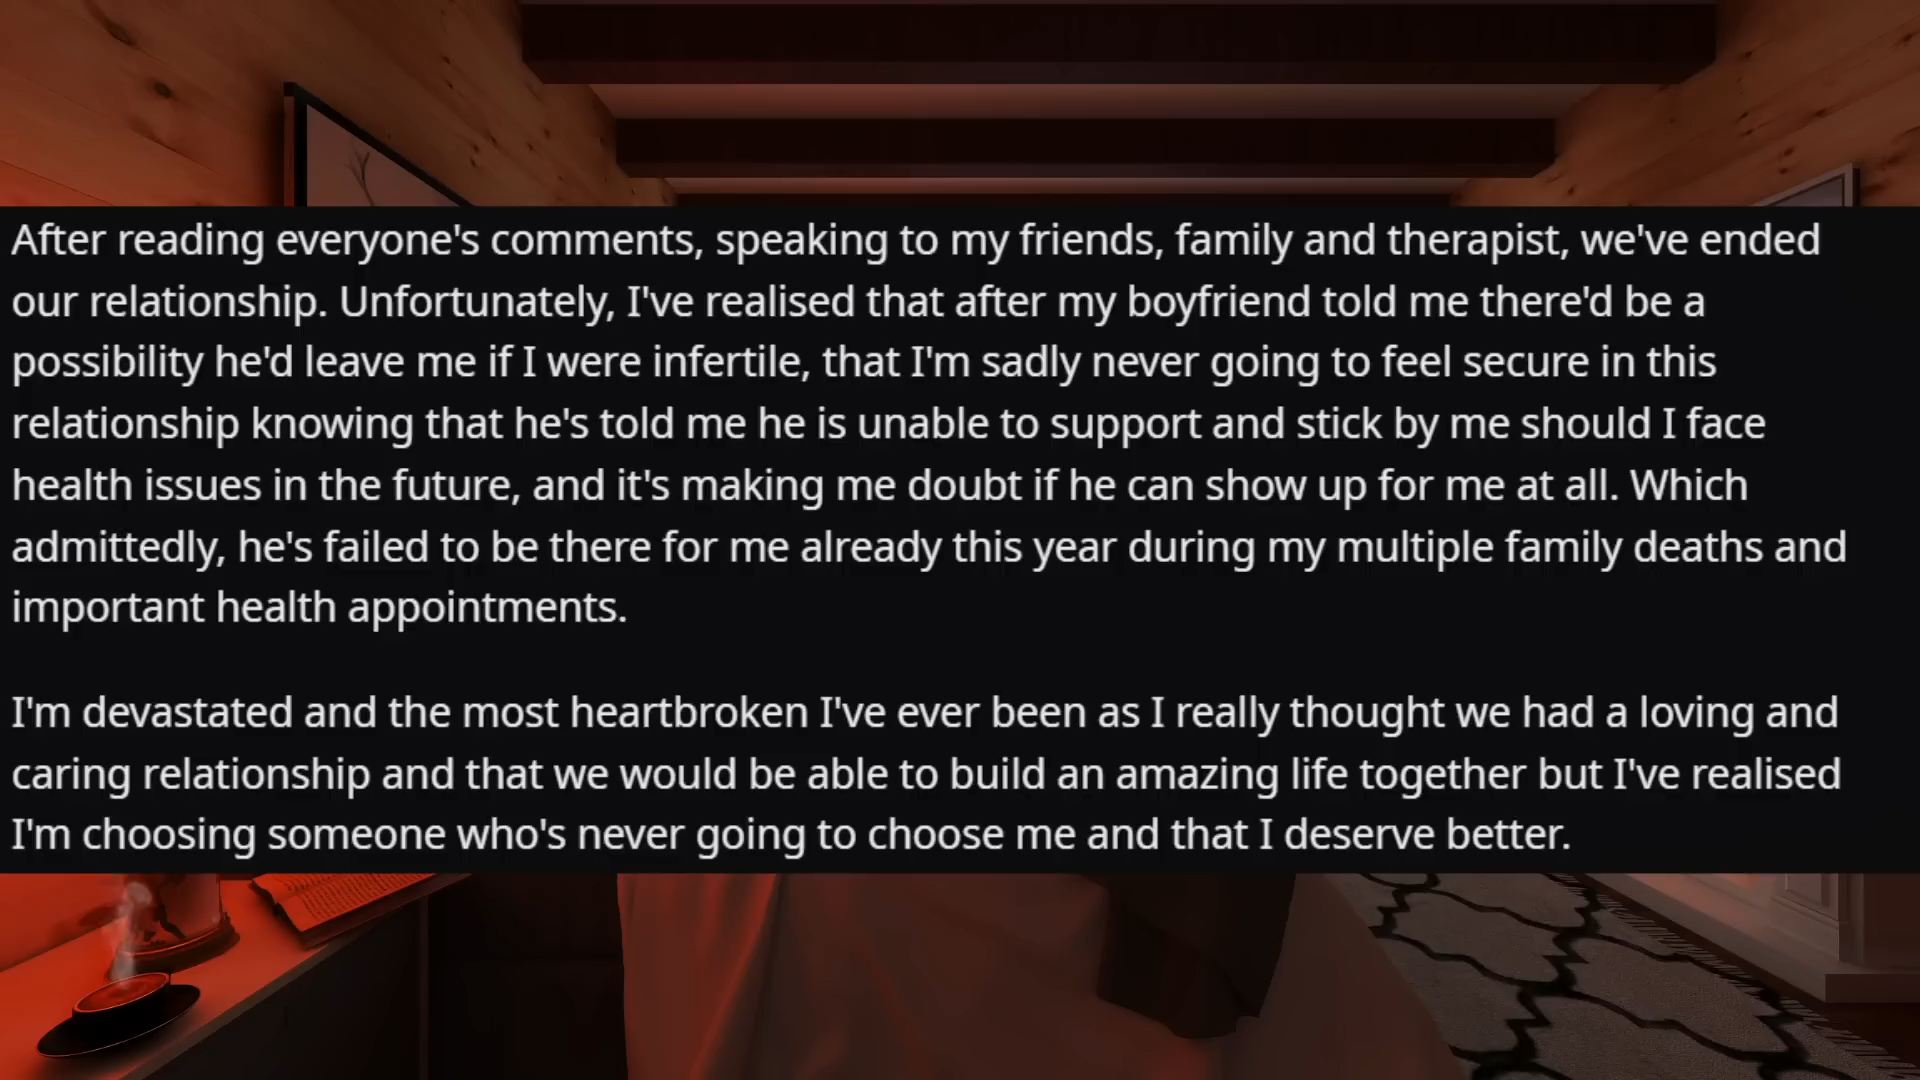 After reading everyone's comments, speaking to my friends, family and therapist, we've ended
our relationship. Unfortunately, I've realised that after my boyfriend told me there'd be a
possibility he'd leave me if I were infertile, that I'm sadly never going to feel secure in this
relationship knowing that he's told me he is unable to support and stick by me should I face
health issues in the future, and it's making me doubt if he can show up for me at all. Which
admittedly, he's failed to be there for me already this year during my multiple family deaths and
important health appointments.
I'm devastated and the most heartbroken I've ever been as I really thought we had a loving and
caring relationship and that we would be able to build an amazing life together but I've realised
I'm choosing someone who's never going to choose me and that I deserve better.